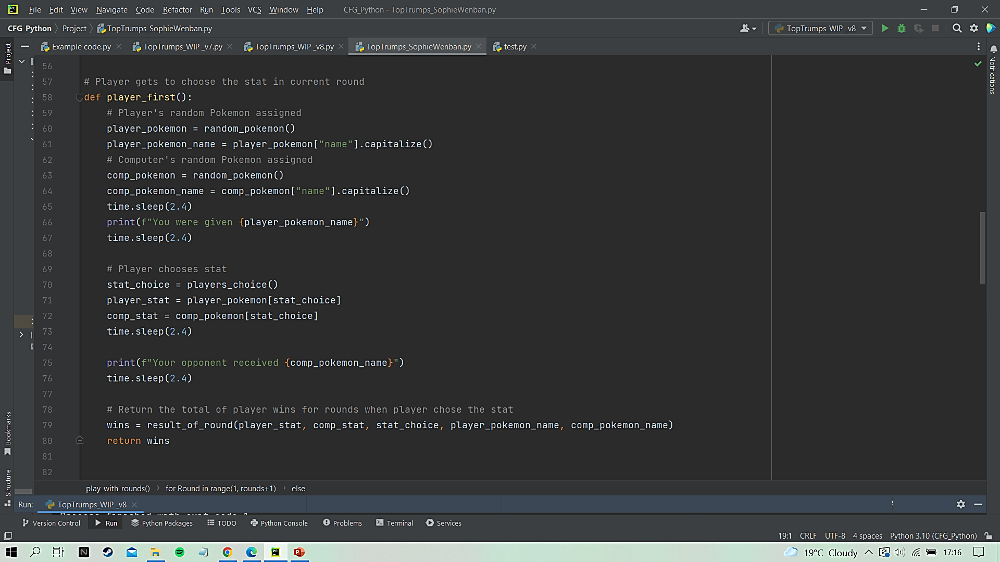 File Edit View Navigate Code Refactor Run Tools VCS Window Help CFG_Python - TopTrumps_SophieWenban.py
CFG_Python Project TopTrumps_SophieWenban.py TopTrumps_WIP _v8
Project Example code.py TopTrumps_WIP _v7.py TopTrumps_WIP _v8.py TopTrumps_SophieWenban.py test.py
Notifications
56
57 # Player gets to choose the stat in current round
58 def player_first():
59 # Player's random Pokemon assigned
60 player_pokemon = random_pokemon()
61 player_pokemon_name = player_pokemon["name"].capitalize()
62 # Computer's random Pokemon assigned
63 comp_pokemon = random_pokemon()
64 comp_pokemon_name = comp_pokemon["name"].capitalize()
65 time.sleep(2.4)
66 print(f"You were given {player_pokemon_name}")
67 time.sleep(2.4)
68
69 # Player chooses stat
70 stat_choice = players_choice()
71 player_stat = player_pokemon[stat_choice]
72 comp_stat = comp_pokemon[stat_choice]
73 time.sleep(2.4)
74
75 print(f"Your opponent received {comp_pokemon_name}")
76 time.sleep(2.4)
77
78 # Return the total of player wins for rounds when player chose the stat
79 wins = result_of_round(player_stat, comp_stat, stat_choice, player_pokemon_name, comp_pokemon_name)
80 return wins
81
82
Bookmarks
Structure
play_with_rounds() for Round in range(1, rounds+1) else
Run: TopTrumps_WIP _v8
Version Control Run Python Packages TODO Python Console Problems Terminal Services
19:1 CRLF UTF-8 4 spaces Python 3.10 (CFG_Python)
19°C Cloudy 17:16